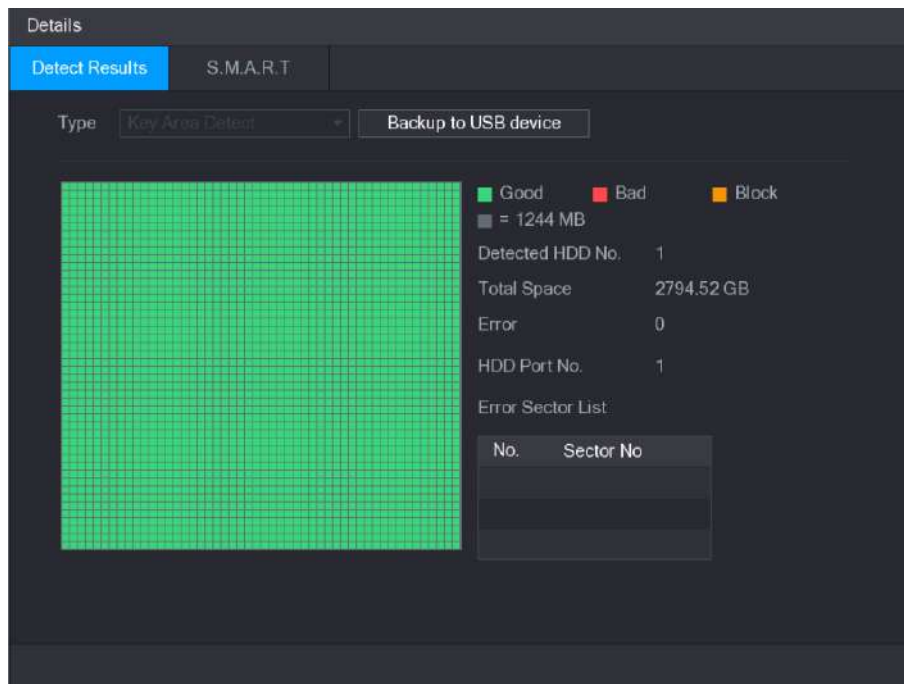 Details
Detect Results S.M.A.R.T
Type Key Area Detect Backup to USB device
Good Bad Block
= 1244 MB
Detected HDD No. 1
Total Space 2794.52 GB
Error 0
HDD Port No. 1
Error Sector List
No. Sector No